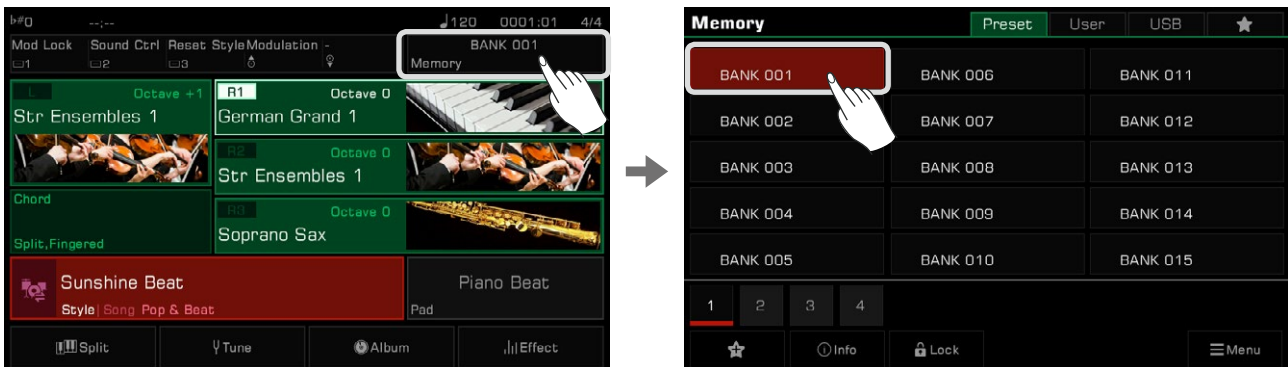 ♭#0 --;-- ♩120 0001:01 4/4
Mod Lock Sound Ctrl Reset Style Modulation - BANK 001
1 2 3 Memory
L Octave +1
Str Ensembles 1
R1 Octave 0
German Grand 1
R2 Octave 0
Str Ensembles 1
Chord
Split,Fingered
R3 Octave 0
Soprano Sax
Sunshine Beat
Style| Song Pop & Beat
Piano Beat
Pad
Split Tune Album Effect
Memory Preset User USB
BANK 001 BANK 006 BANK 011
BANK 002 BANK 007 BANK 012
BANK 003 BANK 008 BANK 013
BANK 004 BANK 009 BANK 014
BANK 005 BANK 010 BANK 015
1 2 3 4
Info Lock Menu